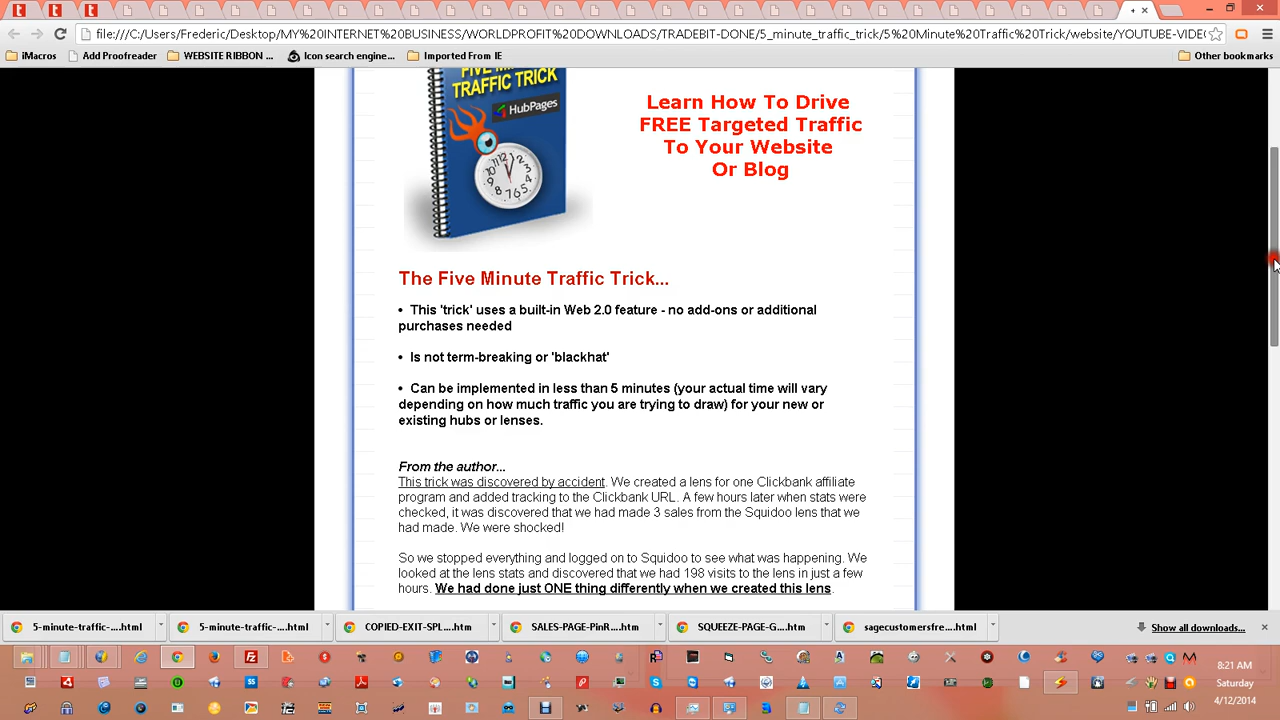 file:///C:/Users/Frederic/Desktop/MY%20INTERNET%20BUSINESS/WORLDPROFIT%20DOWNLOADS/TRADEBIT-DONE/5_minute_traffic_trick/5%20Minute%20Traffic%20Trick/website/YOUTUBE-VIDEO
iMacros Add Proofreader WEBSITE RIBBON ... Icon search engine... Imported From IE Other bookmarks
TRAFFIC TRICK
HubPages
Learn How To Drive
FREE Targeted Traffic
To Your Website
Or Blog
The Five Minute Traffic Trick...
• This 'trick' uses a built-in Web 2.0 feature - no add-ons or additional
purchases needed
• Is not term-breaking or 'blackhat'
• Can be implemented in less than 5 minutes (your actual time will vary
depending on how much traffic you are trying to draw) for your new or
existing hubs or lenses.
From the author...
This trick was discovered by accident. We created a lens for one Clickbank affiliate
program and added tracking to the Clickbank URL. A few hours later when stats were
checked, it was discovered that we had made 3 sales from the Squidoo lens that we
had made. We were shocked!
So we stopped everything and logged on to Squidoo to see what was happening. We
looked at the lens stats and discovered that we had 198 visits to the lens in just a few
hours. We had done just ONE thing differently when we created this lens.
5-minute-traffic-....html 5-minute-traffic-....html COPIED-EXIT-SPL....htm SALES-PAGE-PinR....htm SQUEEZE-PAGE-G....htm sagecustomersfre....html Show all downloads...
8:21 AM
Saturday
4/12/2014